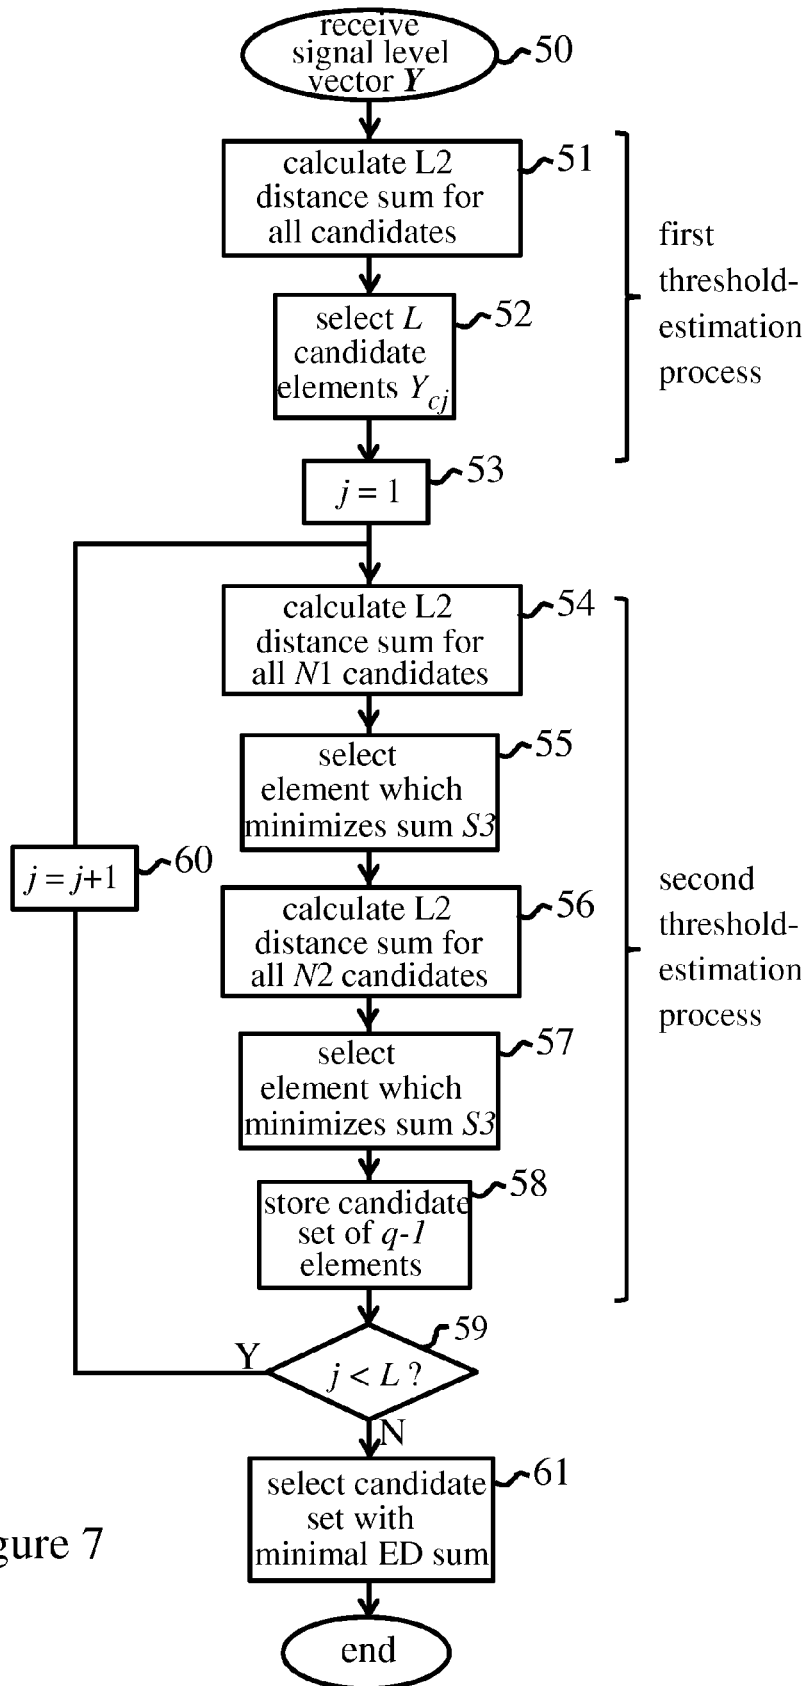 receive
signal level
vector Y
50
calculate L2
distance sum for
all candidates
51
select L
candidate
elements Ycj
52
first
threshold-
estimation
process
j = 1
53
calculate L2
distance sum for
all N1 candidates
54
select
element which
minimizes sum S3
55
j = j+1
60
calculate L2
distance sum for
all N2 candidates
56
second
threshold-
estimation
process
select
element which
minimizes sum S3
57
store candidate
set of q-1
elements
58
j < L ?
59
Y
N
select candidate
set with
minimal ED sum
61
gure 7
end